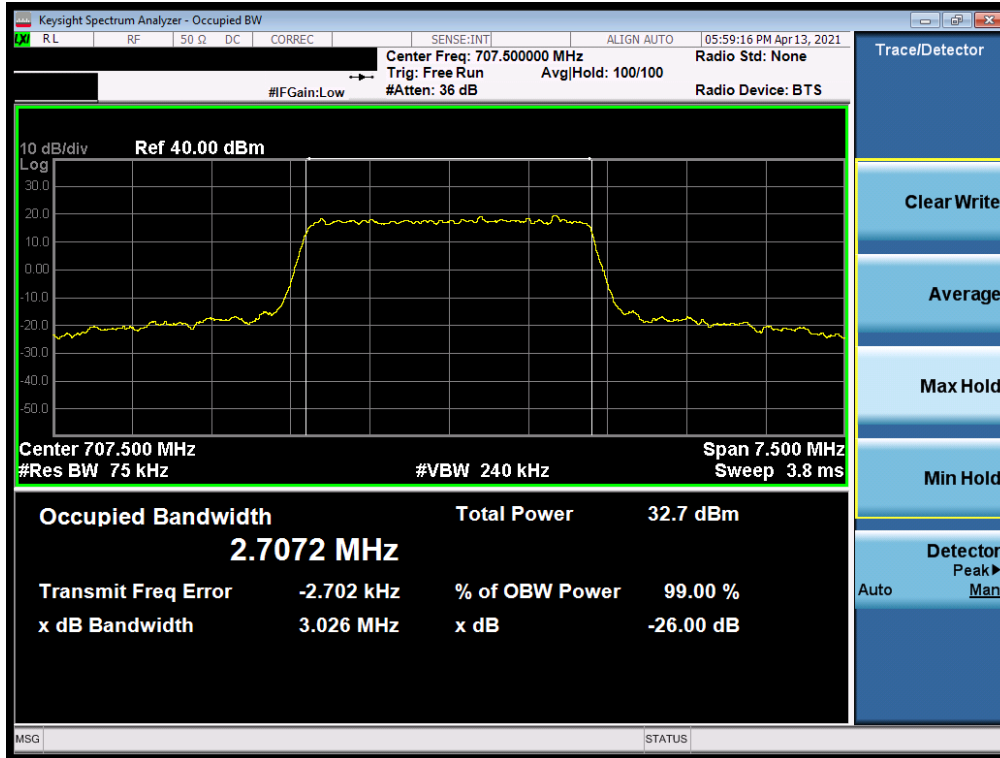 Keysight Spectrum Analyzer - Occupied BW
LXI RL RF 50 Ω DC CORREC SENSE:INT ALIGN AUTO 05:59:16 PM Apr 13, 2021
Center Freq: 707.500000 MHz Radio Std: None
Trig: Free Run Avg|Hold: 100/100
#IFGain:Low #Atten: 36 dB Radio Device: BTS
10 dB/div Ref 40.00 dBm
Log
30.0
20.0
10.0
0.00
-10.0
-20.0
-30.0
-40.0
-50.0
Center 707.500 MHz Span 7.500 MHz
#Res BW 75 kHz #VBW 240 kHz Sweep 3.8 ms
Occupied Bandwidth Total Power 32.7 dBm
2.7072 MHz
Transmit Freq Error -2.702 kHz % of OBW Power 99.00 %
x dB Bandwidth 3.026 MHz x dB -26.00 dB
MSG STATUS
Trace/Detector
Clear Write
Average
Max Hold
Min Hold
Detector
Peak▶
Auto Man